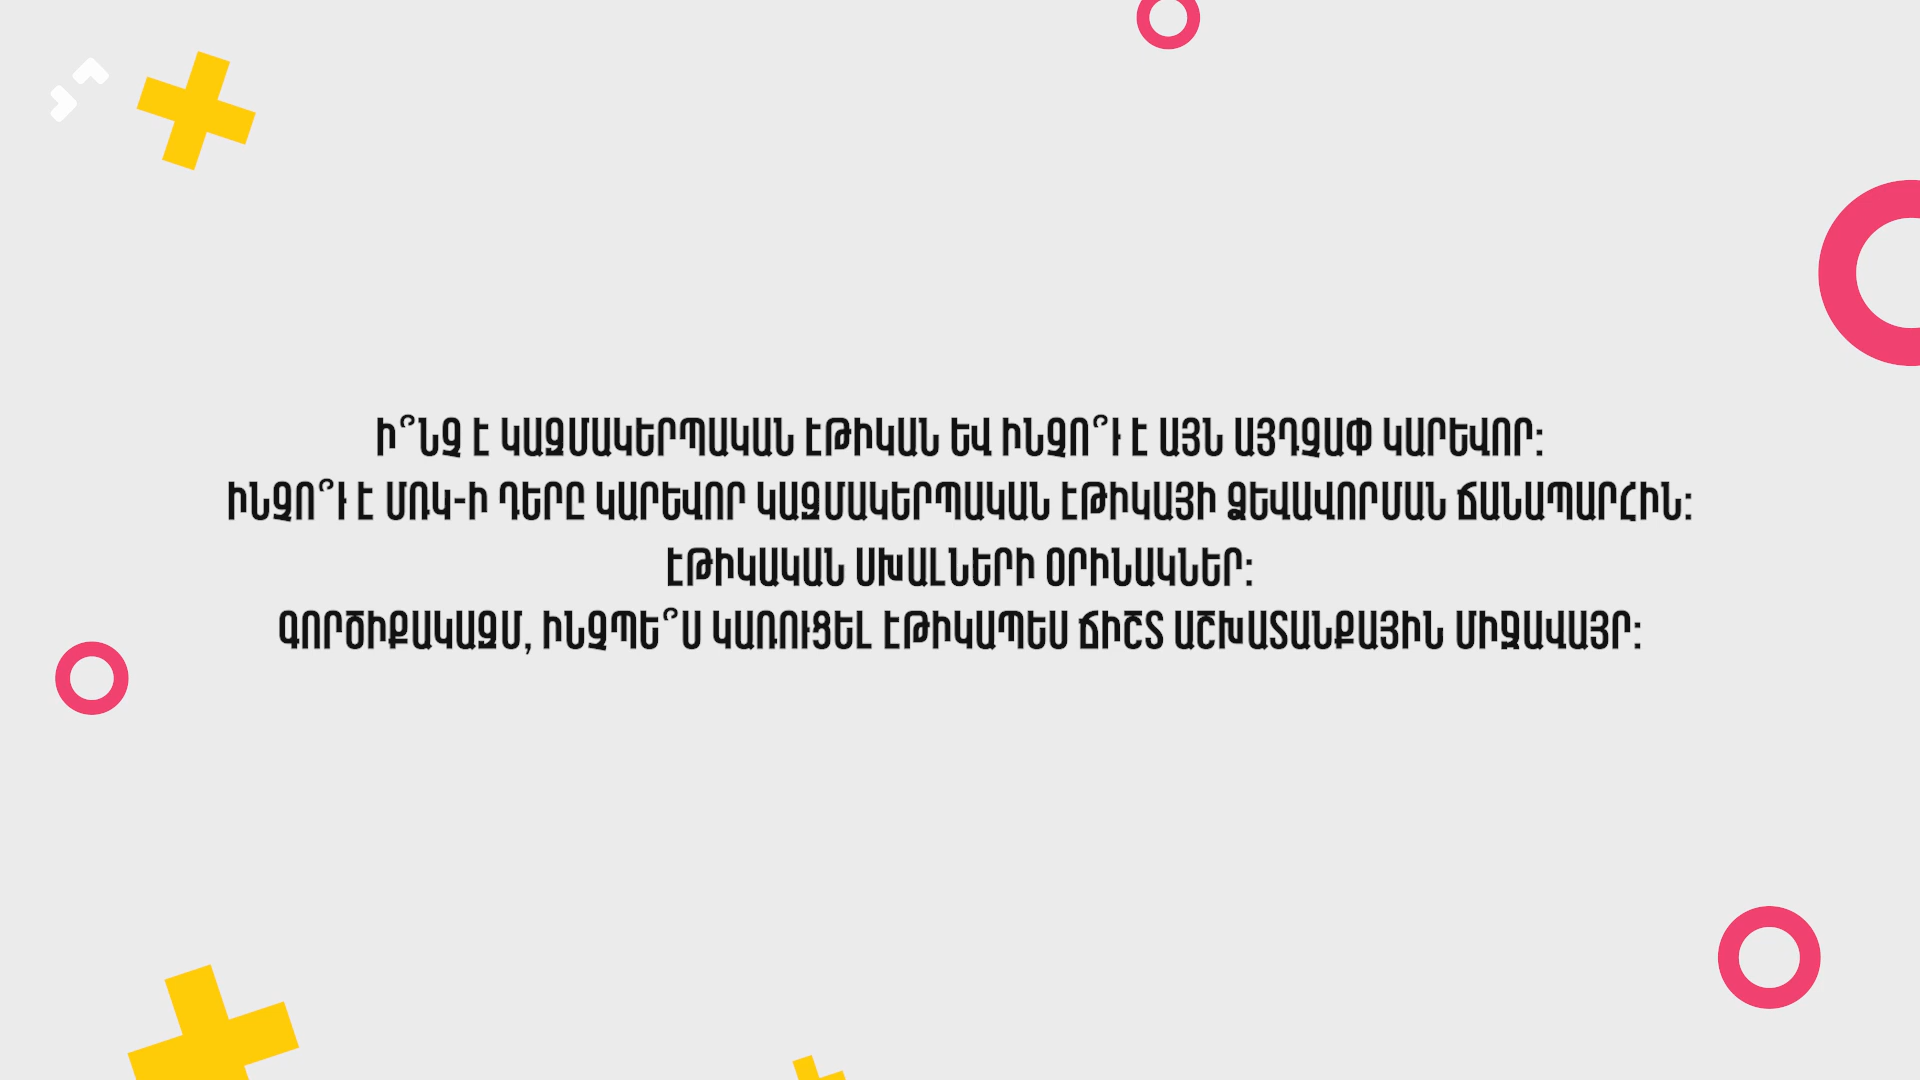 Ի՞ՆՉ Է ԿԱԶՄԱԿԵՐՊԱԿԱՆ ԷԹԻԿԱՆ ԵՎ ԻՆՉՈ՞Ւ Է ԱՅՆ ԱՅԴՉԱՓ ԿԱՐԵՎՈՐ:
ԻՆՉՈ՞Ւ Է ՄՌԿ-Ի ԴԵՐԸ ԿԱՐԵՎՈՐ ԿԱԶՄԱԿԵՐՊԱԿԱՆ ԷԹԻԿԱՅԻ ՁԵՎԱՎՈՐՄԱՆ ՃԱՆԱՊԱՐՀԻՆ:
ԷԹԻԿԱԿԱՆ ՍԽԱԼՆԵՐԻ ՕՐԻՆԱԿՆԵՐ:
ԳՈՐԾԻՔԱԿԱԶՄ, ԻՆՉՊԵ՞Ս ԿԱՌՈՒՑԵԼ ԷԹԻԿԱՊԵՍ ՃԻՇՏ ԱՇԽԱՏԱՆՔԱՅԻՆ ՄԻՋԱՎԱՅՐ: